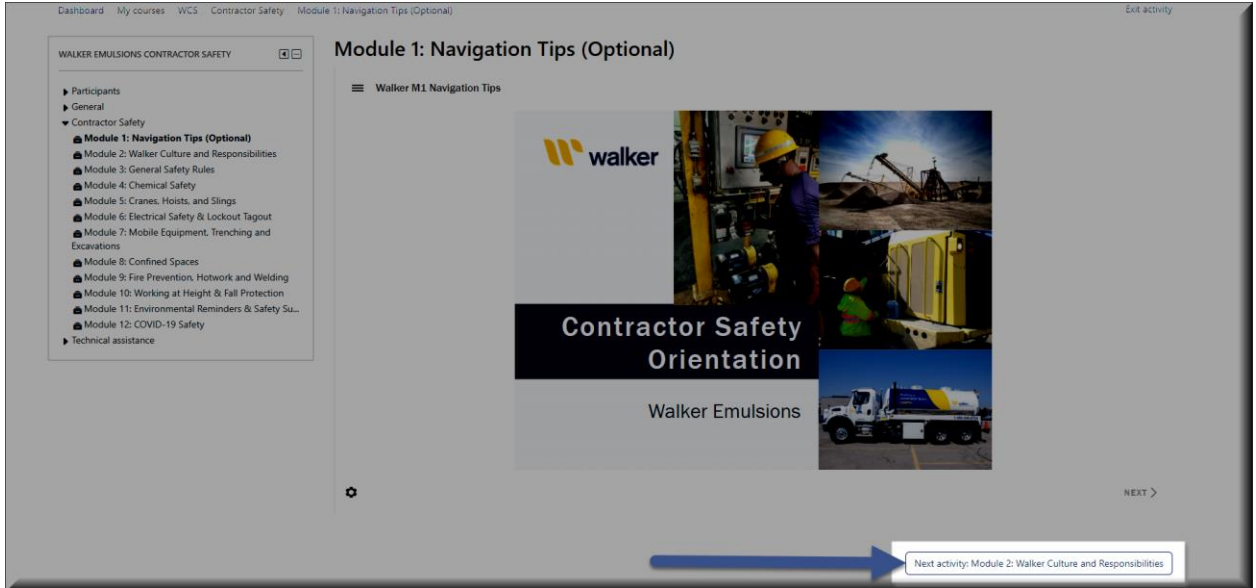 Dashboard My courses WCS Contractor Safety Module 1: Navigation Tips (Optional)
Exit activity
WALKER EMULSIONS CONTRACTOR SAFETY
Participants
General
Contractor Safety
Module 1: Navigation Tips (Optional)
Module 2: Walker Culture and Responsibilities
Module 3: General Safety Rules
Module 4: Chemical Safety
Module 5: Cranes, Hoists, and Slings
Module 6: Electrical Safety & Lockout Tagout
Module 7: Mobile Equipment, Trenching and
Excavations
Module 8: Confined Spaces
Module 9: Fire Prevention, Hotwork and Welding
Module 10: Working at Height & Fall Protection
Module 11: Environmental Reminders & Safety Su...
Module 12: COVID-19 Safety
Technical assistance
Module 1: Navigation Tips (Optional)
Walker M1 Navigation Tips
walker
Contractor Safety
Orientation
Walker Emulsions
NEXT
Next activity: Module 2: Walker Culture and Responsibilities